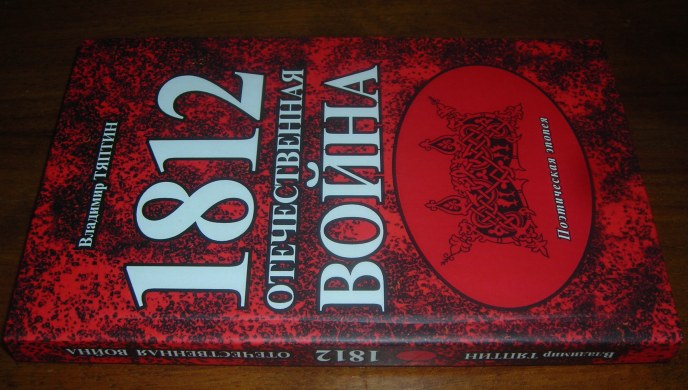 Владимир ТЯПТИН
1812
ОТЕЧЕСТВЕННАЯ
ВОЙНА
Поэтическая эпопея
Владимир ТЯПТИН 1812 ОТЕЧЕСТВЕННАЯ ВОЙНА